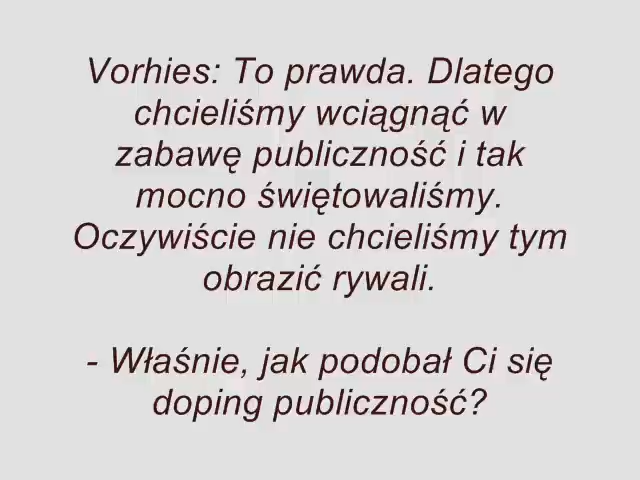 Vorhies: To prawda. Dlatego
chcieliśmy wciągnąć w
zabawę publiczność i tak
mocno świętowaliśmy.
Oczywiście nie chcieliśmy tym
obrazić rywali.
- Właśnie, jak podobał Ci się
doping publiczność?